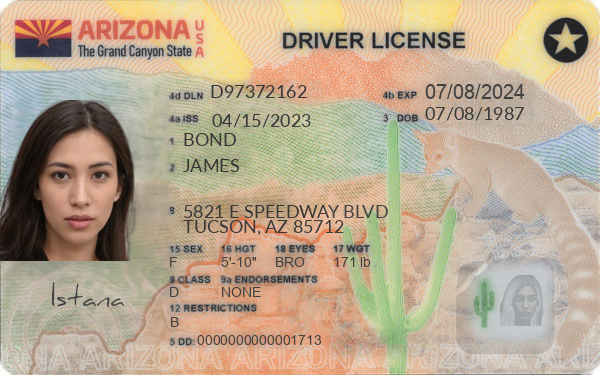 ARIZONA USA
The Grand Canyon State
DRIVER LICENSE
4d DLN D97372162
4b EXP 07/08/2024
4a ISS 04/15/2023
3 DOB 07/08/1987
1 BOND
2 JAMES
8 5821 E SPEEDWAY BLVD
TUCSON, AZ 85712
15 SEX 16 HGT 18 EYES 17 WGT
F 5'-10" BRO 171 lb
9 CLASS 9a ENDORSEMENTS
D NONE
12 RESTRICTIONS
B
5 DD: 0000000000001713
Istana
ARIZONA ARIZONA ARIZONA ARIZONA